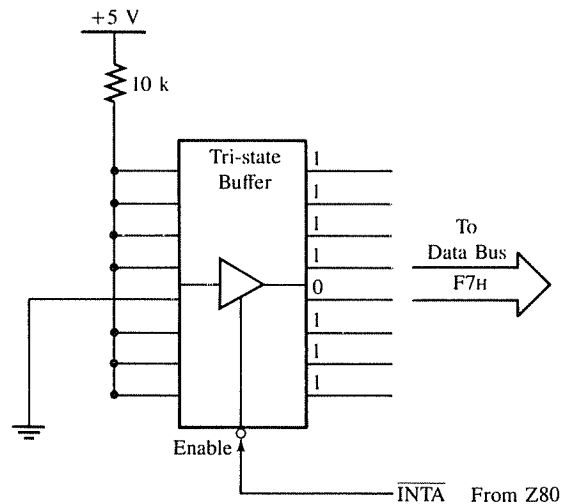 +5 V
10 k
Tri-state
Buffer
1
1
1
1
0
1
1
1
To
Data Bus
F7H
Enable
INTA From Z80